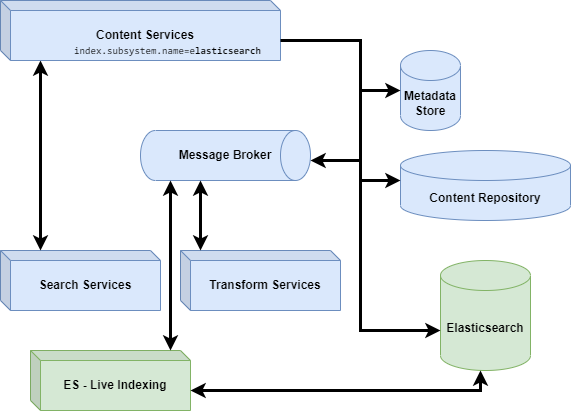 Content Services
index.subsystem.name=elasticsearch
Metadata
Store
Message Broker
Content Repository
Search Services
Transform Services
Elasticsearch
ES - Live Indexing